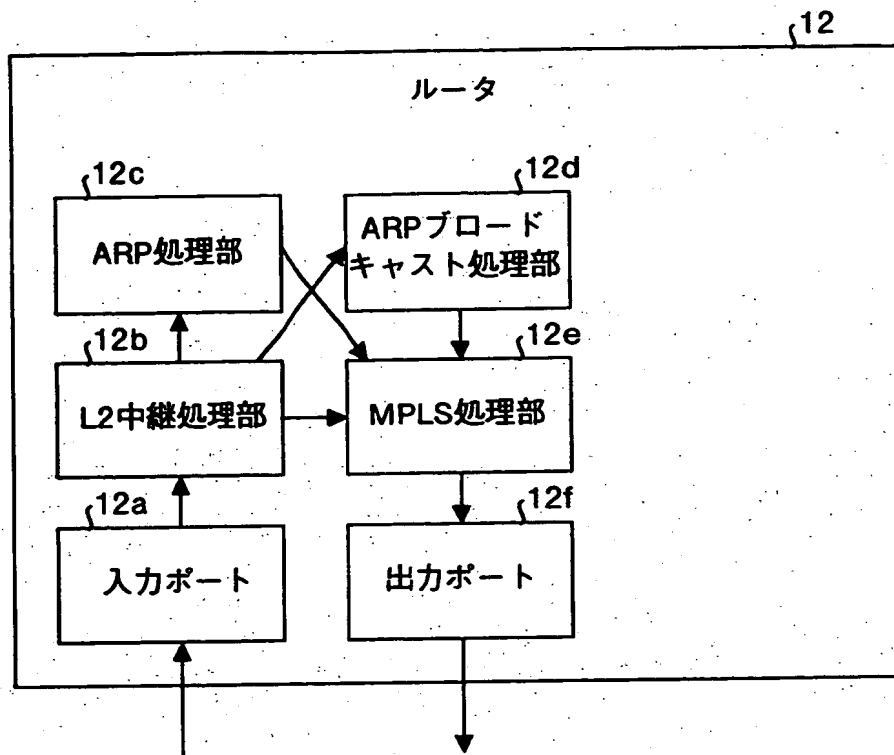 12
ルータ
12c
ARP処理部
12d
ARPブロード
キャスト処理部
12b
L2中継処理部
12e
MPLS処理部
12a
入力ポート
12f
出力ポート